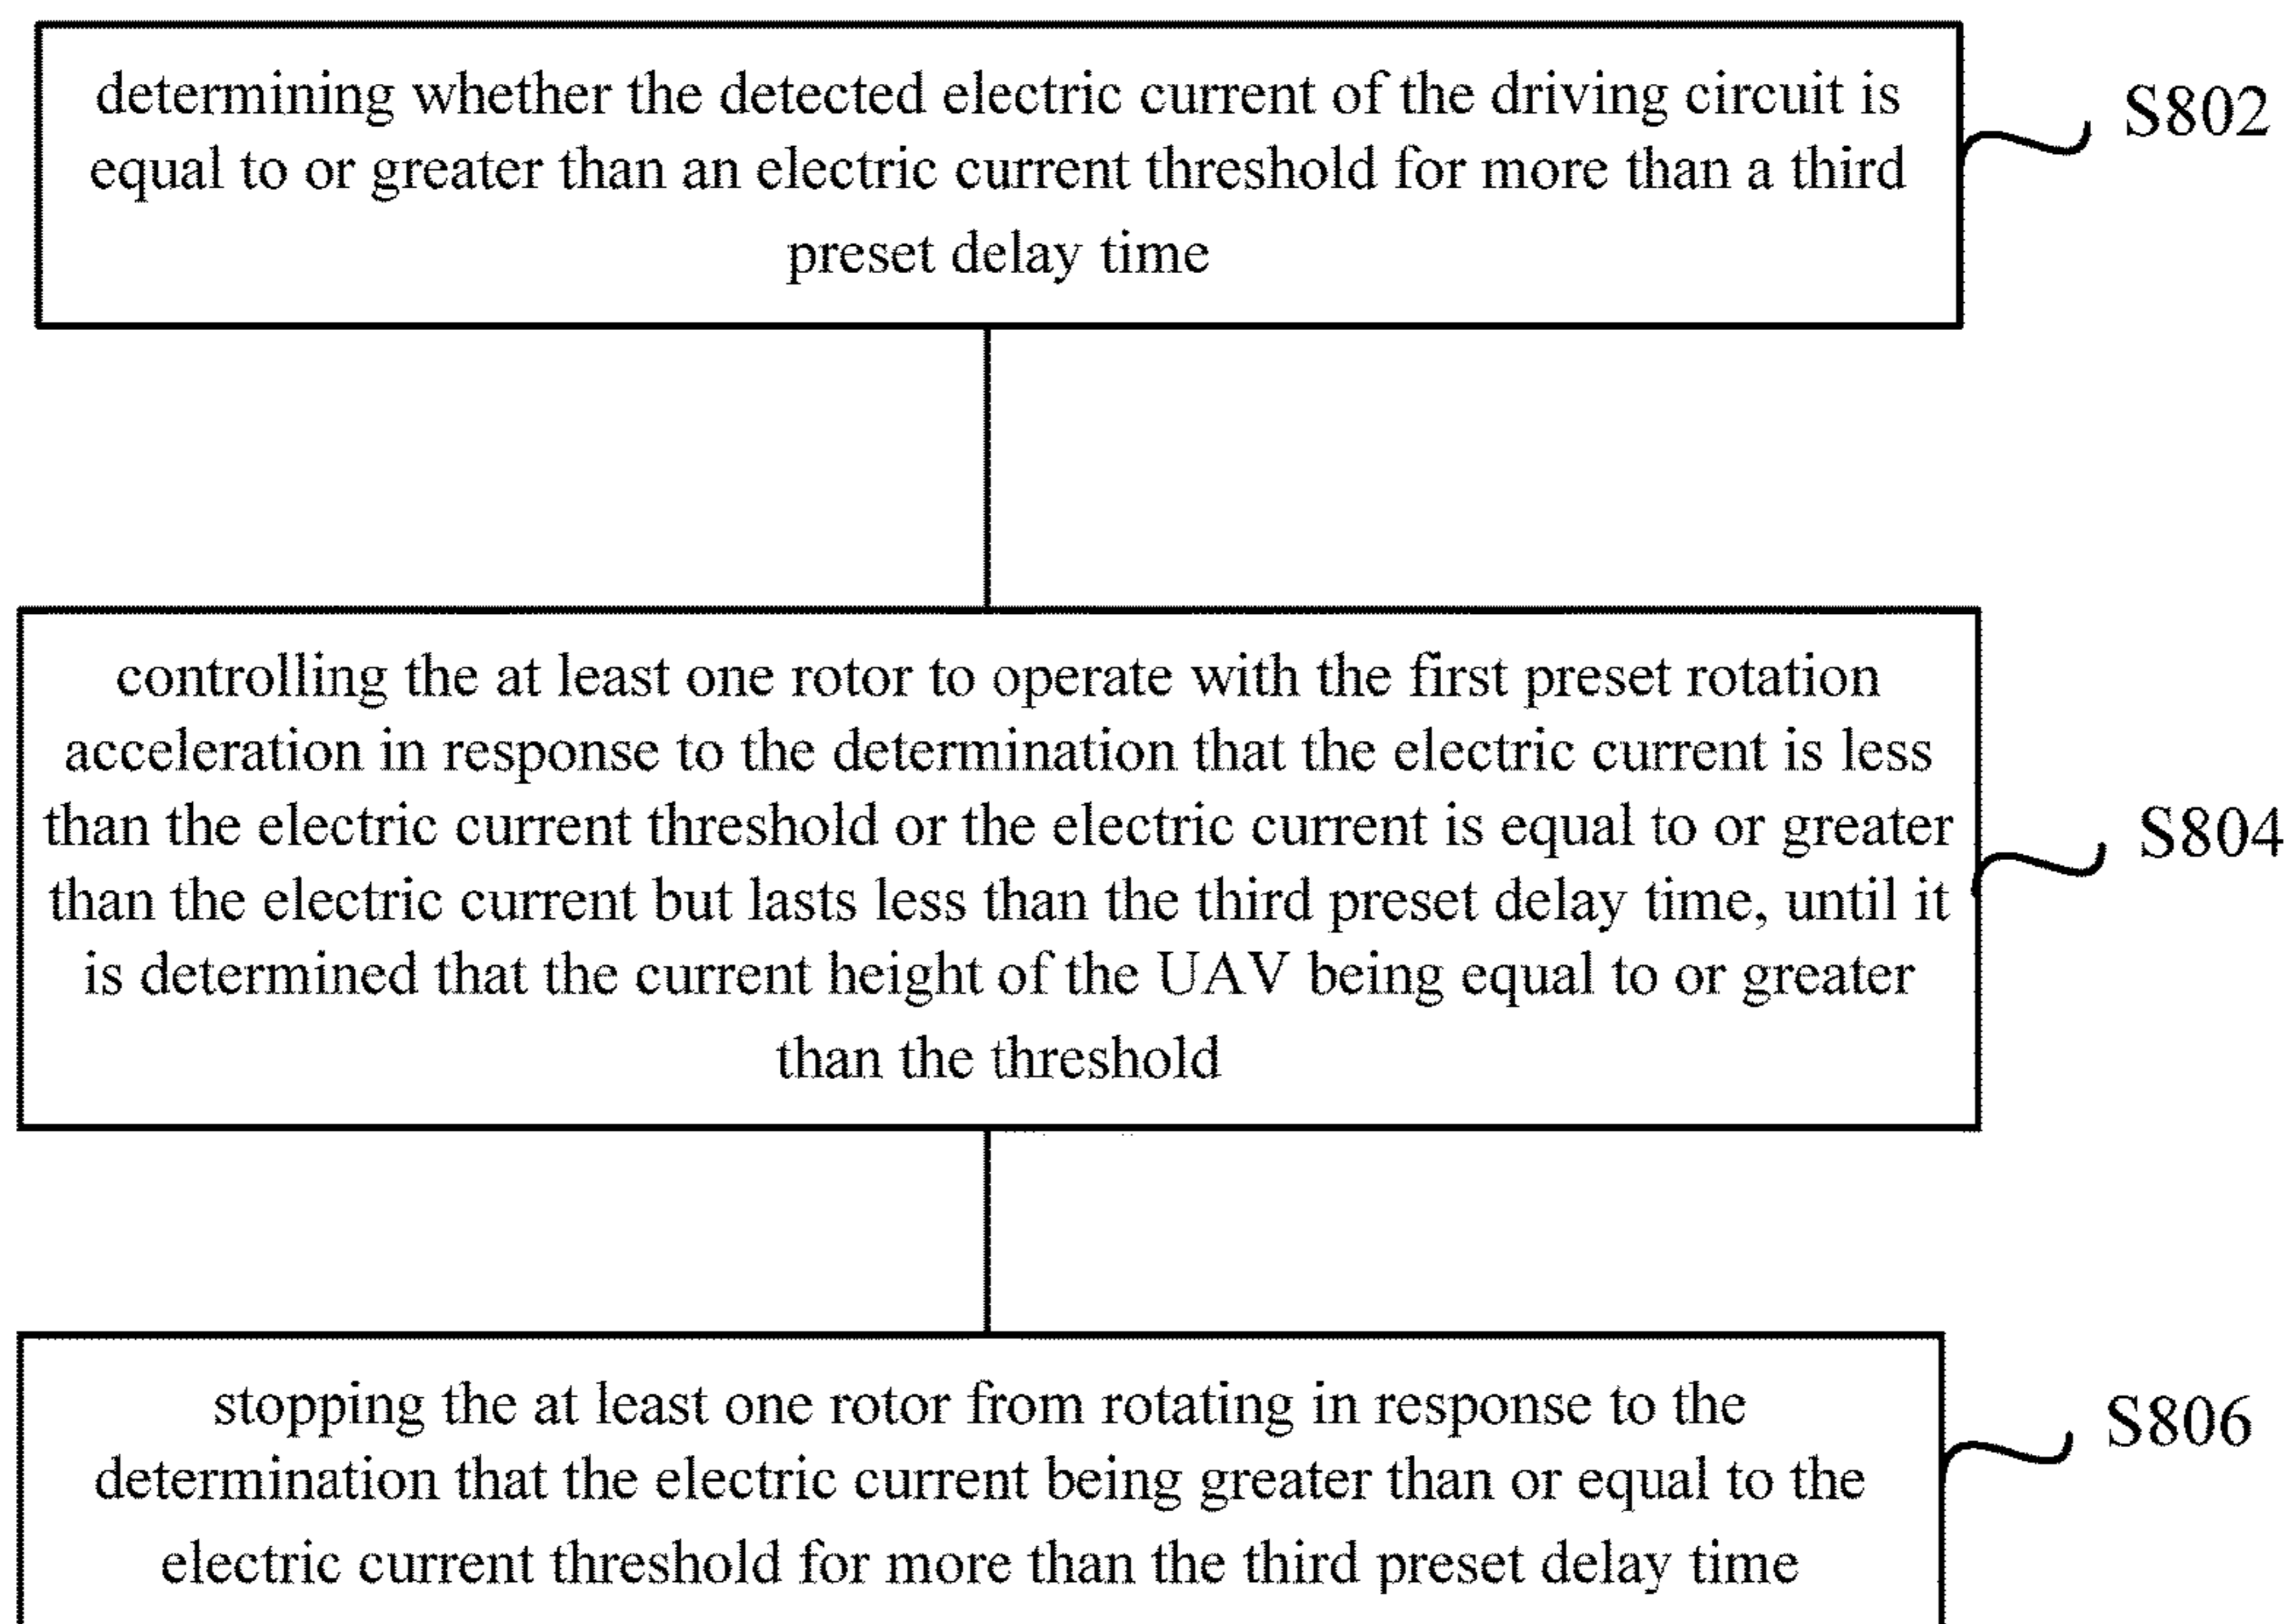 determining whether the detected electric current of the driving circuit is
equal to or greater than an electric current threshold for more than a third
preset delay time
S802
controlling the at least one rotor to operate with the first preset rotation
acceleration in response to the determination that the electric current is less
than the electric current threshold or the electric current is equal to or greater
than the electric current but lasts less than the third preset delay time, until it
is determined that the current height of the UAV being equal to or greater
than the threshold
S804
stopping the at least one rotor from rotating in response to the
determination that the electric current being greater than or equal to the
electric current threshold for more than the third preset delay time
S806